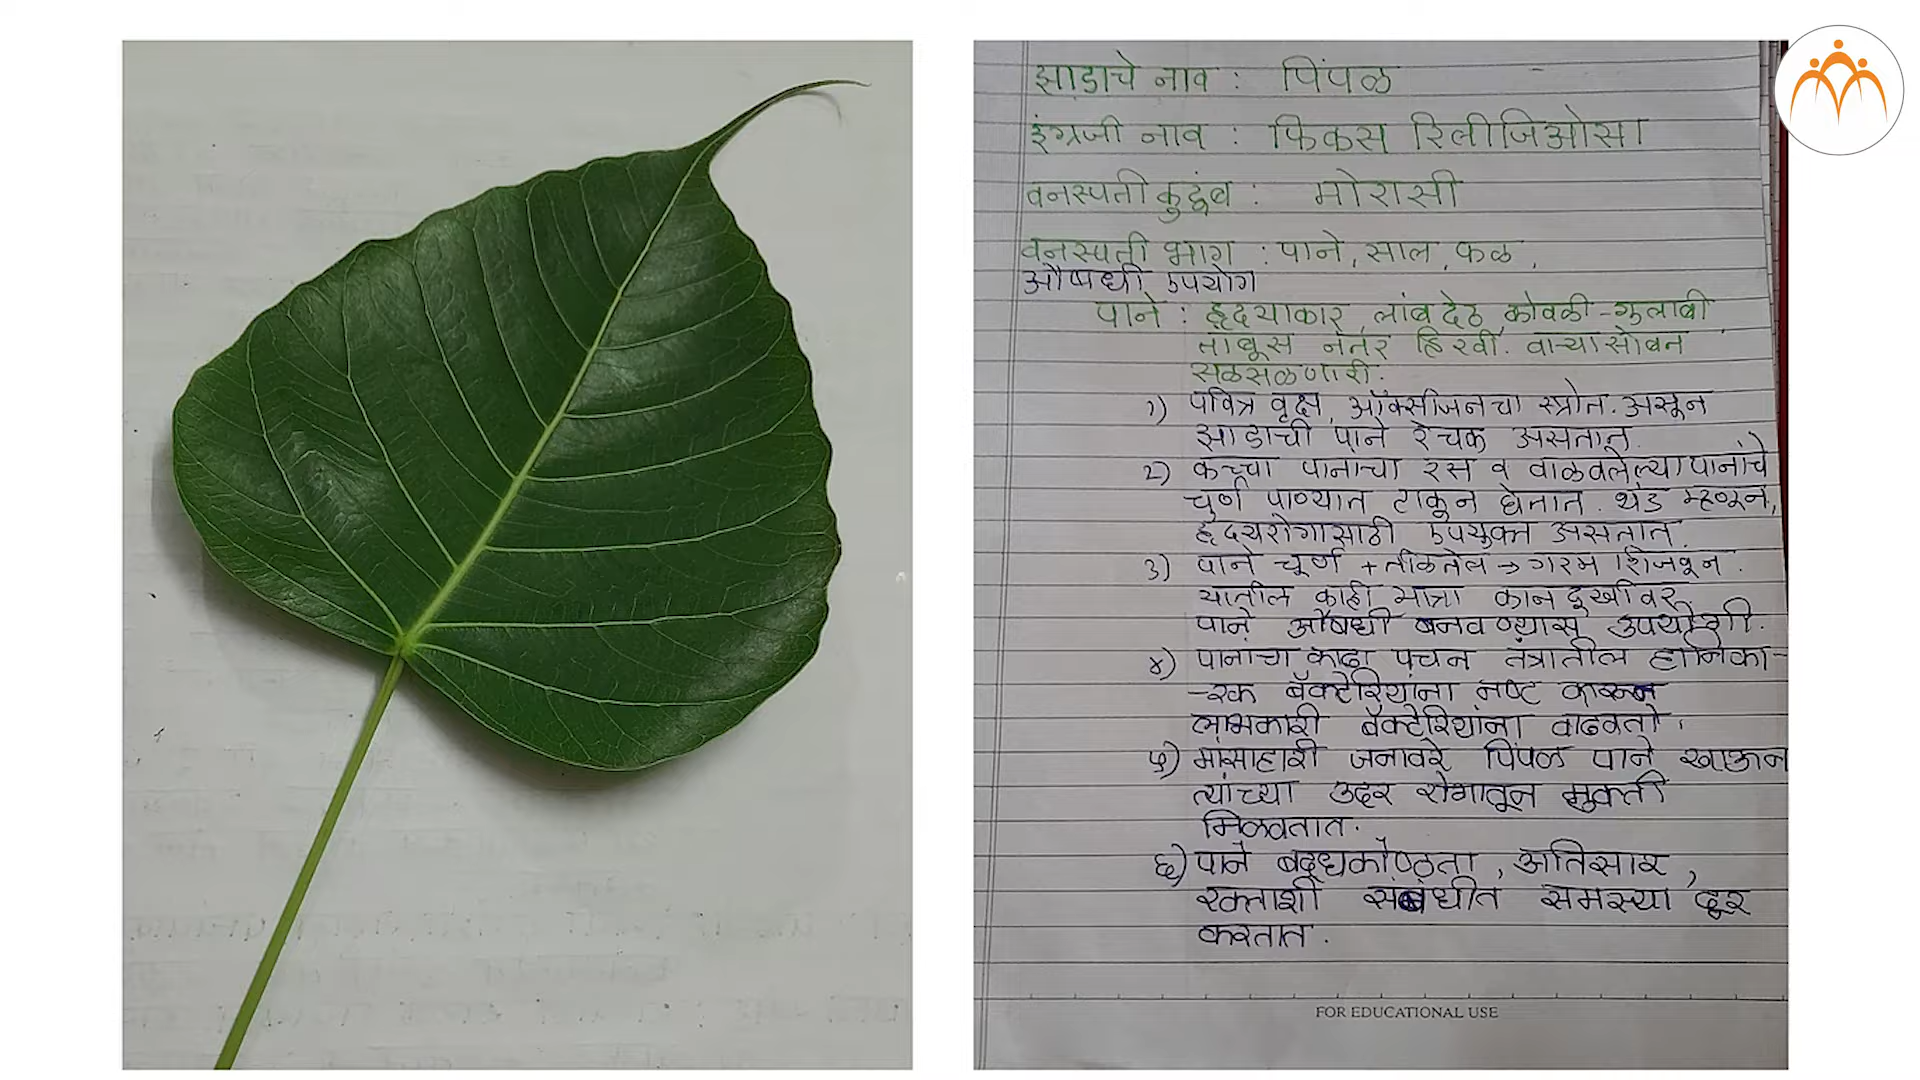 झाडाचे नाव : पिंपळ
इंग्रजी नाव : फिकस रिलीजिओसा
वनस्पती कुटुंब : मोरासी
वनस्पती भाग : पाने, साल, फळ,
औषधी उपयोग
पाने : हृदयाकार, लांब देठ, कोवळी - गुलाबी,
तांबूस नंतर हिरवी. वाऱ्यासोबत
सळसळणारी.
१) पवित्र वृक्ष, ऑक्सीजनचा स्त्रोत. असून
झाडाची पाने रेचक असतात.
२) कच्चा पानाचा रस व वाळवलेल्या पानांचे
चुर्ण पाण्यात टाकून घेतात. थंड म्हणून,
हृदयरोगासाठी उपयुक्त असतात.
३) पाने चूर्ण + तीळतेल → गरम शिजवून.
यातील काही मात्रा कान दुखीवर
पाने औषधी बनवण्यास उपयोगी.
४) पानांचा काढा पचन तंत्रातील हानिका-
-रक बॅक्टेरियांना नष्ट करून
लाभकारी बॅक्टेरियांना वाढवतो.
५) मांसाहारी जनावरे पिंपळ पाने खाऊन
त्यांच्या उदर रोगातून मुक्ती
मिळवतात.
६) पाने बद्धकोष्ठता, अतिसार,
रक्ताशी संबंधीत समस्या दूर
करतात.
FOR EDUCATIONAL USE